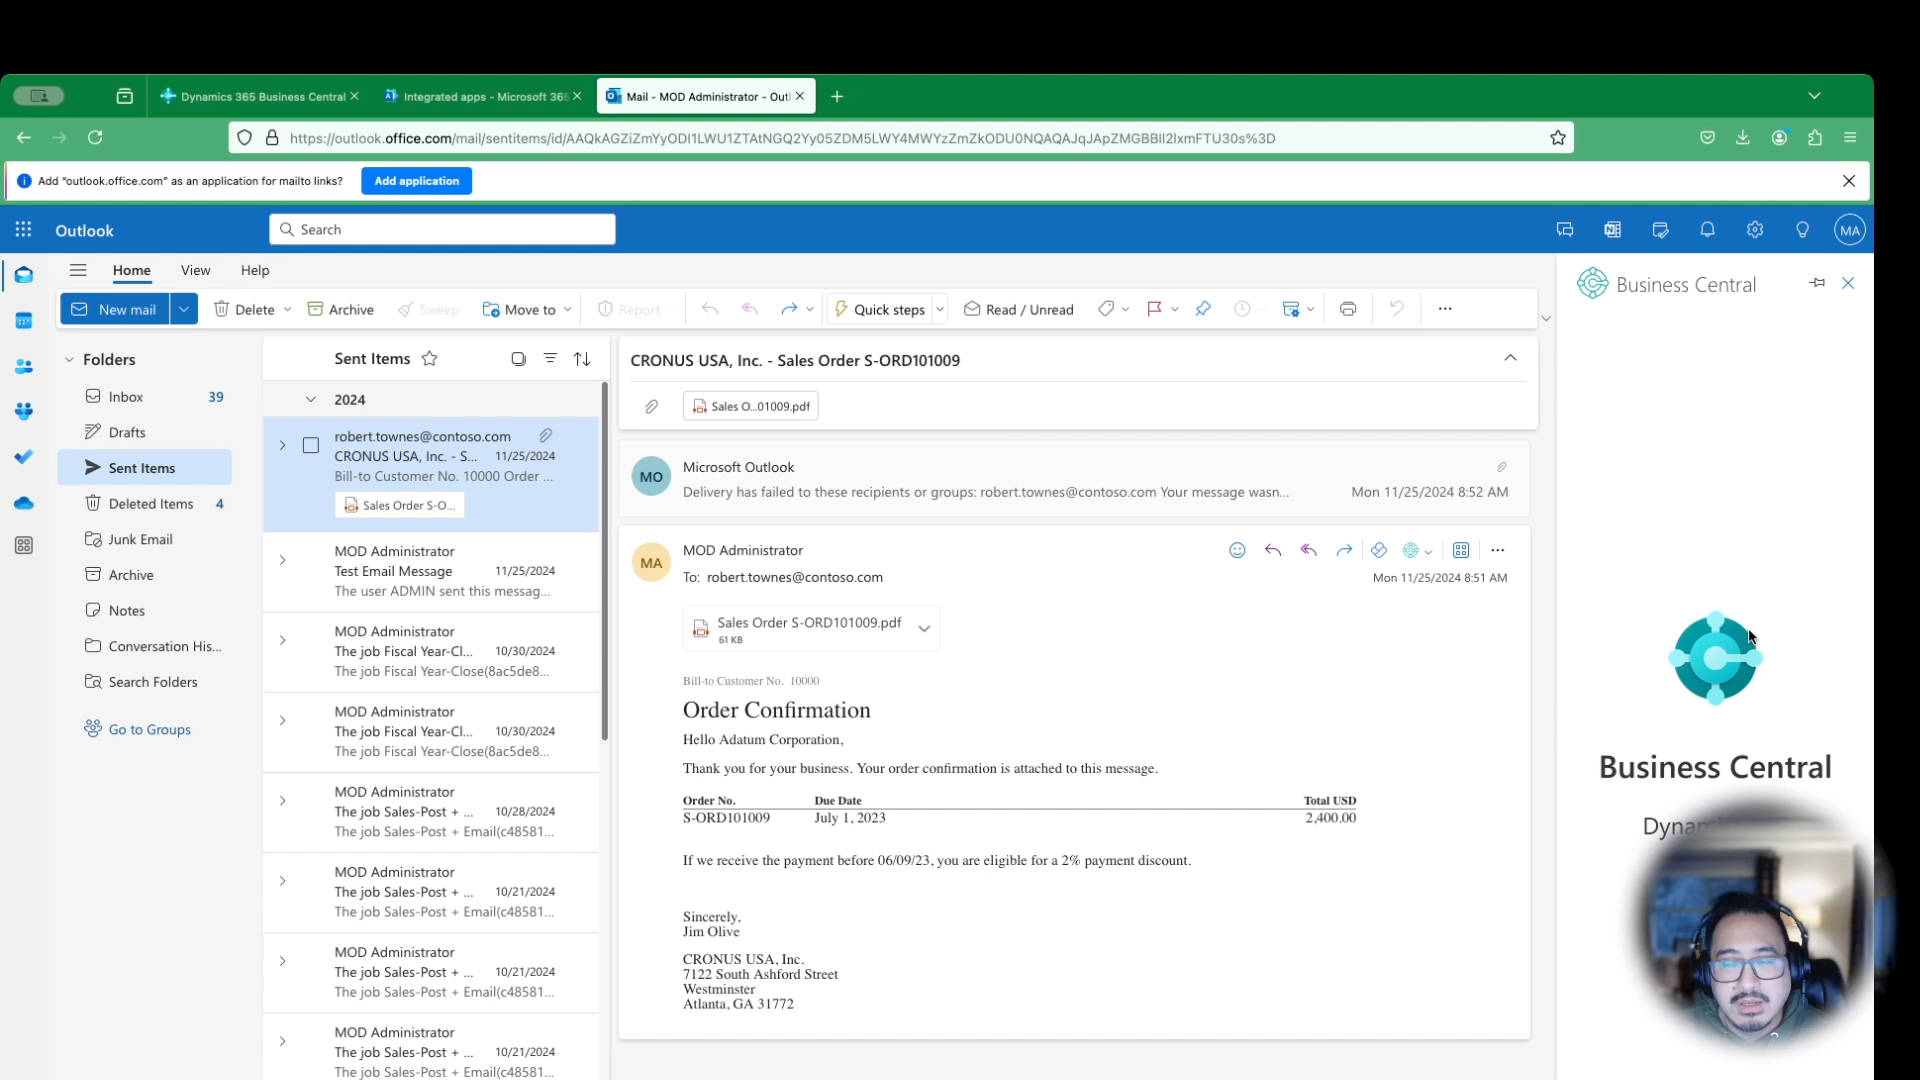 Dynamics 365 Business Central
Integrated apps - Microsoft 365
Mail - MOD Administrator - Outl
https://outlook.office.com/mail/sentitems/id/AAQkAGZiZmYyODI1LWU1ZTAtNGQ2Yy05ZDM5LWY4MWYzZmZkODU0NQAQAJqJApZMGBBIl2lxmFTU30s%3D
Add "outlook.office.com" as an application for mailto links?
Add application
Outlook
Search
MA
Home
View
Help
Business Central
New mail
Delete
Archive
Sweep
Move to
Report
Quick steps
Read / Unread
Folders
Inbox 39
Drafts
Sent Items
Deleted Items 4
Junk Email
Archive
Notes
Conversation His...
Search Folders
Go to Groups
Sent Items
2024
robert.townes@contoso.com
CRONUS USA, Inc. - S... 11/25/2024
Bill-to Customer No. 10000 Order ...
Sales Order S-O...
MOD Administrator
Test Email Message 11/25/2024
The user ADMIN sent this messag...
MOD Administrator
The job Fiscal Year-Cl... 10/30/2024
The job Fiscal Year-Close(8ac5de8...
MOD Administrator
The job Fiscal Year-Cl... 10/30/2024
The job Fiscal Year-Close(8ac5de8...
MOD Administrator
The job Sales-Post + ... 10/28/2024
The job Sales-Post + Email(c48581...
MOD Administrator
The job Sales-Post + ... 10/21/2024
The job Sales-Post + Email(c48581...
MOD Administrator
The job Sales-Post + ... 10/21/2024
The job Sales-Post + Email(c48581...
MOD Administrator
The job Sales-Post + ... 10/21/2024
The job Sales-Post + Email(c48581...
CRONUS USA, Inc. - Sales Order S-ORD101009
Sales O...01009.pdf
MO
Microsoft Outlook
Delivery has failed to these recipients or groups: robert.townes@contoso.com Your message wasn... Mon 11/25/2024 8:52 AM
MA
MOD Administrator
To: robert.townes@contoso.com
Mon 11/25/2024 8:51 AM
Sales Order S-ORD101009.pdf
61 KB
Bill-to Customer No. 10000
Order Confirmation
Hello Adatum Corporation,
Thank you for your business. Your order confirmation is attached to this message.
Order No. Due Date Total USD
S-ORD101009 July 1, 2023 2,400.00
If we receive the payment before 06/09/23, you are eligible for a 2% payment discount.
Sincerely,
Jim Olive
CRONUS USA, Inc.
7122 South Ashford Street
Westminster
Atlanta, GA 31772
Business Central